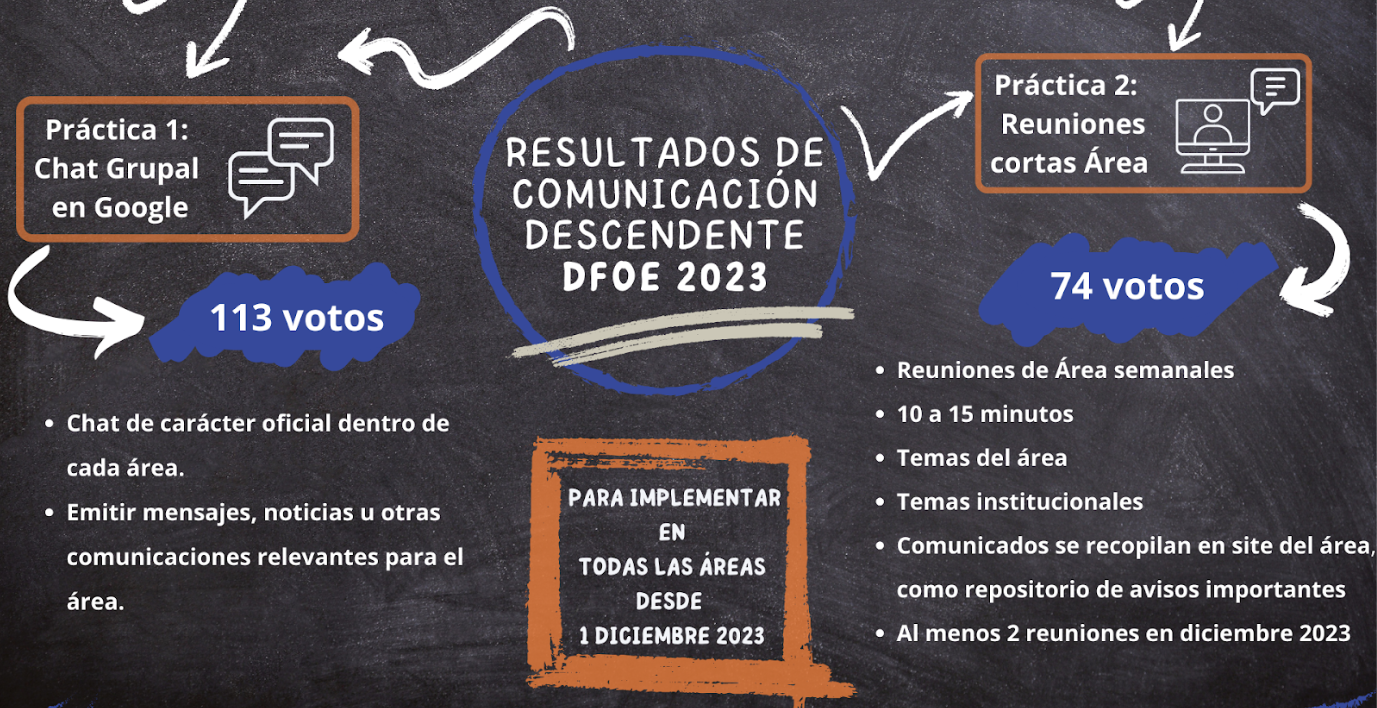 Práctica 1:
Chat Grupal
en Google
113 votos
Chat de carácter oficial dentro de
cada área.
Emitir mensajes, noticias u otras
comunicaciones relevantes para el
área.
RESULTADOS DE
COMUNICACIÓN
DESCENDENTE
DFOE 2023
PARA IMPLEMENTAR
EN
TODAS LAS ÁREAS
DESDE
1 DICIEMBRE 2023
Práctica 2:
Reuniones
cortas Área
74 votos
Reuniones de Área semanales
10 a 15 minutos
Temas del área
Temas institucionales
Comunicados se recopilan en site del área,
como repositorio de avisos importantes
Al menos 2 reuniones en diciembre 2023